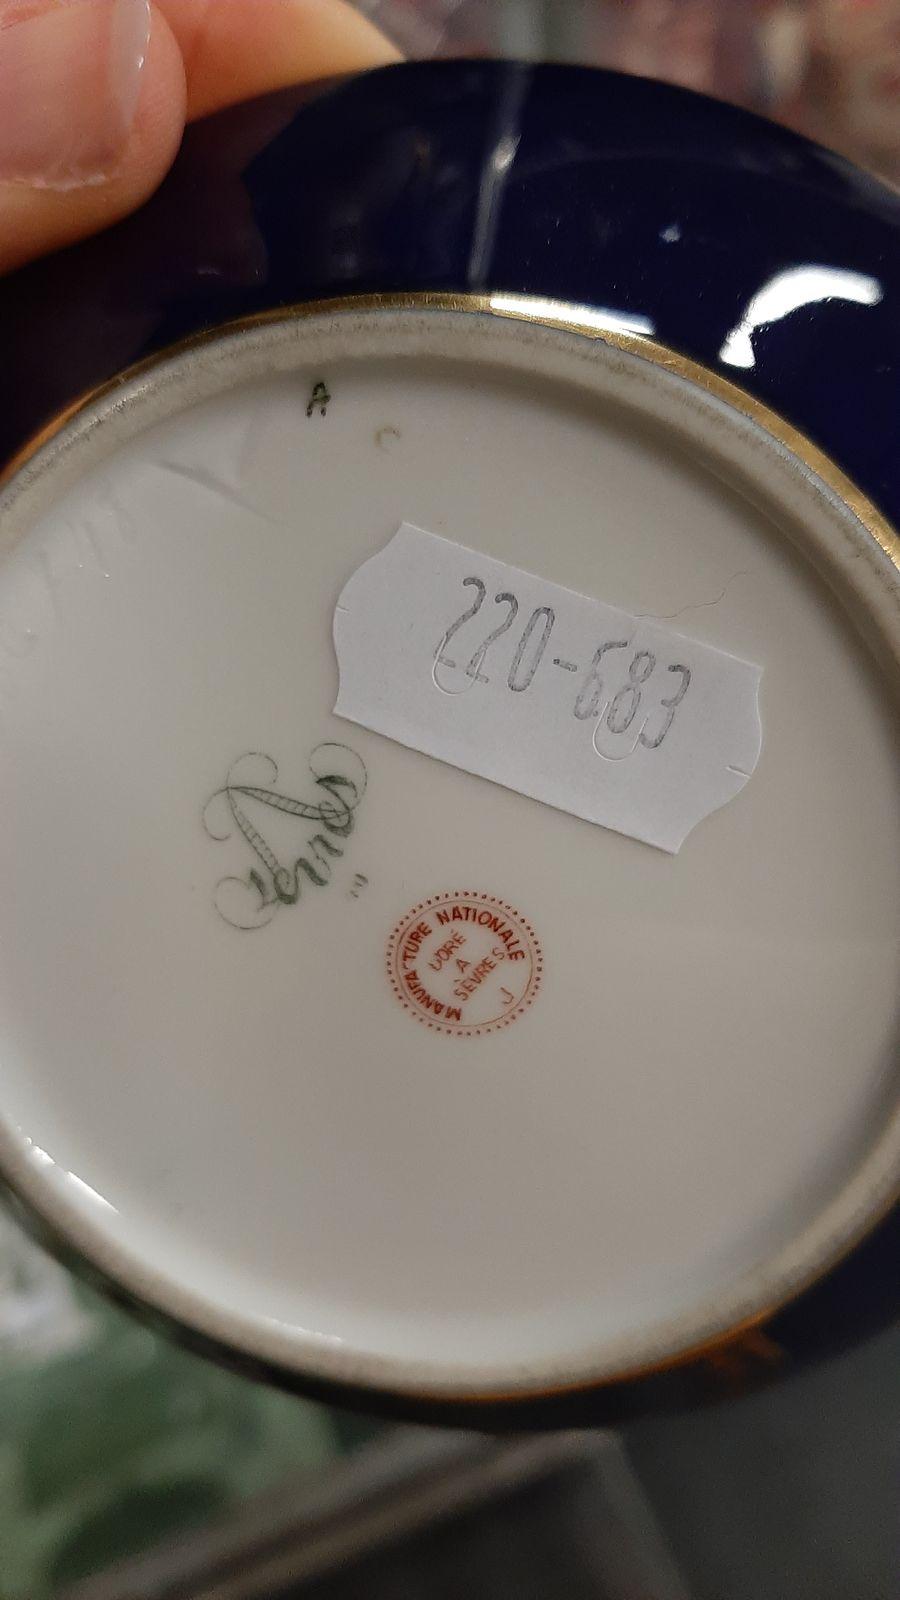 A
220-683
Sèvres
MANUFACTURE NATIONALE
DORÉ
A
SÈVRES
J